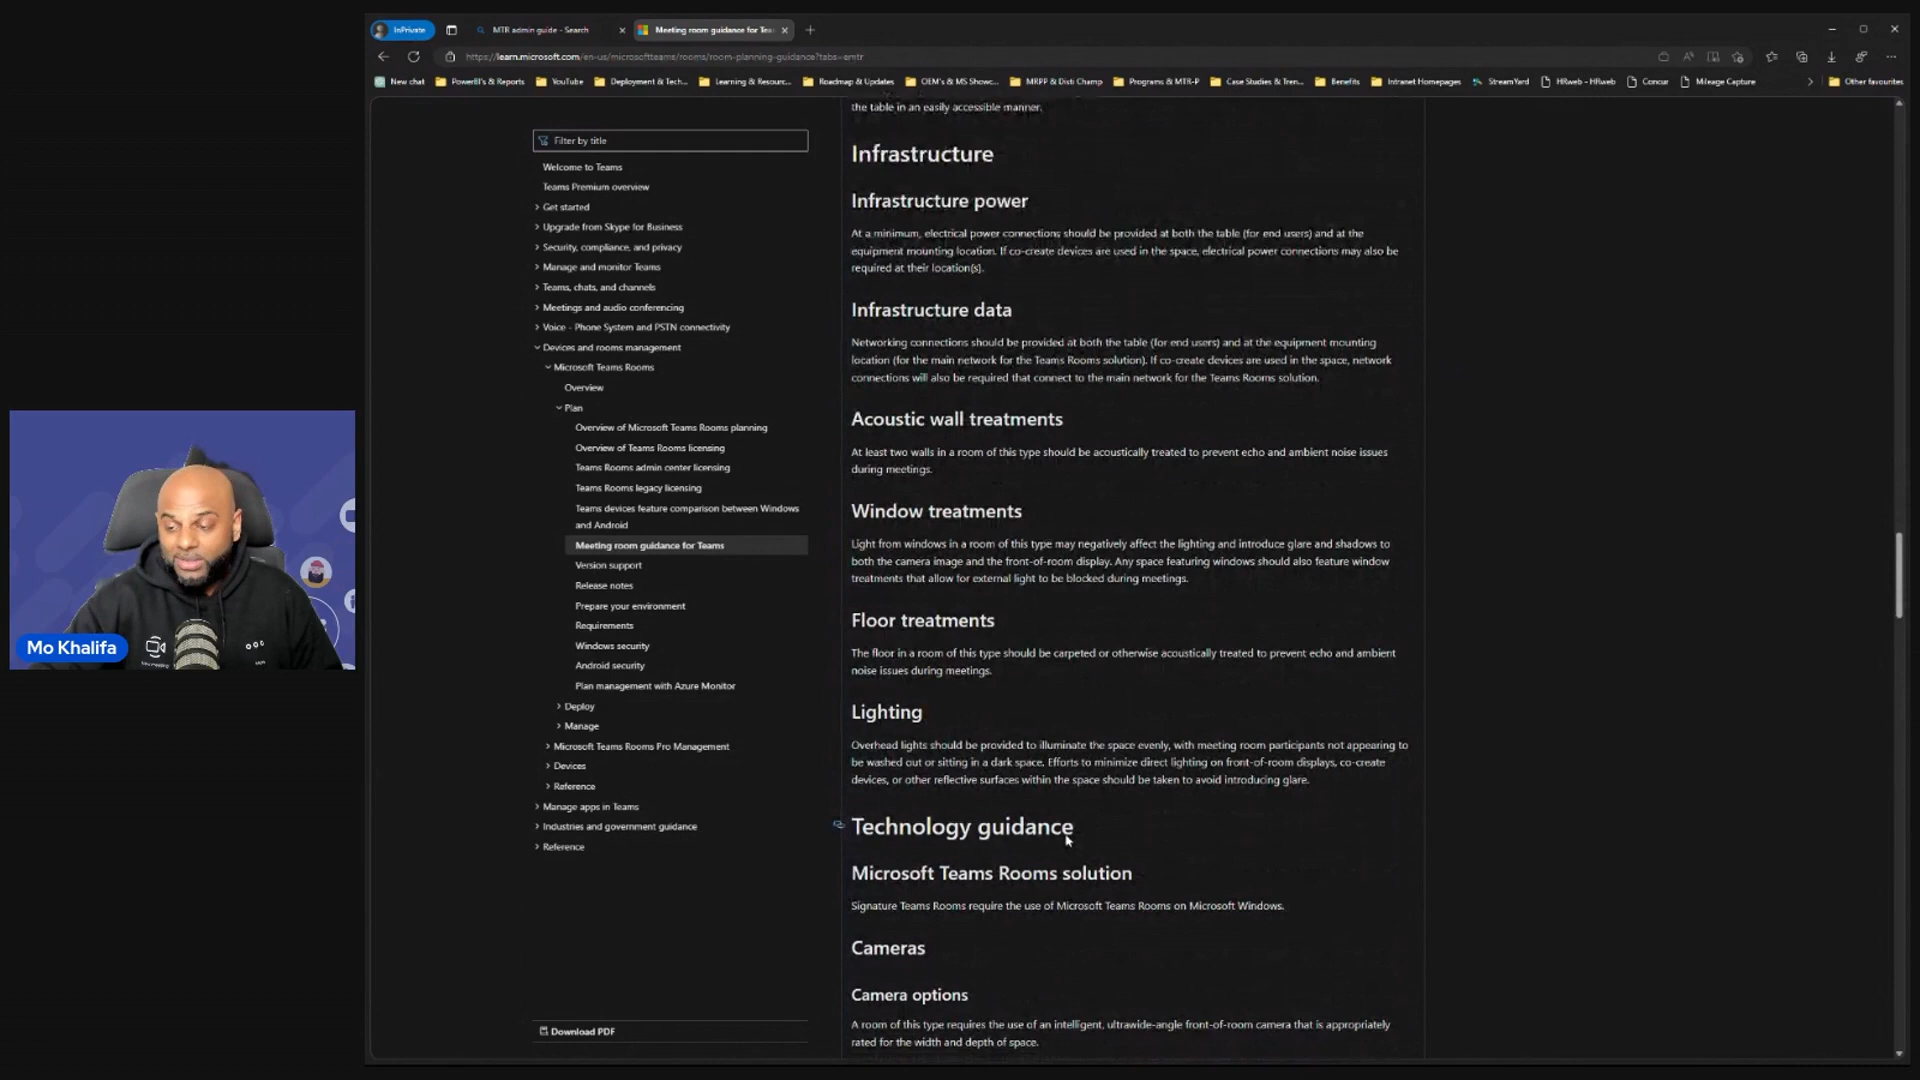 InPrivate
MTR admin guide - Search
Meeting room guidance for Tea
https://learn.microsoft.com/en-us/microsoftteams/rooms/room-planning-guidance?tabs=emtr
New chat
PowerBI's & Reports
YouTube
Deployment & Tech...
Learning & Resourc...
Roadmap & Updates
OEM's & MS Showc...
MRPP & Disti Champ
Programs & MTR-P
Case Studies & Tren...
Benefits
Intranet Homepages
StreamYard
HRweb - HRweb
Concur
Mileage Capture
Other favourites
Filter by title
Welcome to Teams
Teams Premium overview
Get started
Upgrade from Skype for Business
Security, compliance, and privacy
Manage and monitor Teams
Teams, chats, and channels
Meetings and audio conferencing
Voice - Phone System and PSTN connectivity
Devices and rooms management
Microsoft Teams Rooms
Overview
Plan
Overview of Microsoft Teams Rooms planning
Overview of Teams Rooms licensing
Teams Rooms admin center licensing
Teams Rooms legacy licensing
Teams devices feature comparison between Windows
and Android
Meeting room guidance for Teams
Version support
Release notes
Prepare your environment
Requirements
Windows security
Android security
Plan management with Azure Monitor
Deploy
Manage
Microsoft Teams Rooms Pro Management
Devices
Reference
Manage apps in Teams
Industries and government guidance
Reference
Download PDF
the table in an easily accessible manner.
Infrastructure
Infrastructure power
At a minimum, electrical power connections should be provided at both the table (for end users) and at the
equipment mounting location. If co-create devices are used in the space, electrical power connections may also be
required at their location(s).
Infrastructure data
Networking connections should be provided at both the table (for end users) and at the equipment mounting
location (for the main network for the Teams Rooms solution). If co-create devices are used in the space, network
connections will also be required that connect to the main network for the Teams Rooms solution.
Acoustic wall treatments
At least two walls in a room of this type should be acoustically treated to prevent echo and ambient noise issues
during meetings.
Window treatments
Light from windows in a room of this type may negatively affect the lighting and introduce glare and shadows to
both the camera image and the front-of-room display. Any space featuring windows should also feature window
treatments that allow for external light to be blocked during meetings.
Floor treatments
The floor in a room of this type should be carpeted or otherwise acoustically treated to prevent echo and ambient
noise issues during meetings.
Lighting
Overhead lights should be provided to illuminate the space evenly, with meeting room participants not appearing to
be washed out or sitting in a dark space. Efforts to minimize direct lighting on front-of-room displays, co-create
devices, or other reflective surfaces within the space should be taken to avoid introducing glare.
Technology guidance
Microsoft Teams Rooms solution
Signature Teams Rooms require the use of Microsoft Teams Rooms on Microsoft Windows.
Cameras
Camera options
A room of this type requires the use of an intelligent, ultrawide-angle front-of-room camera that is appropriately
rated for the width and depth of space.
Mo Khalifa